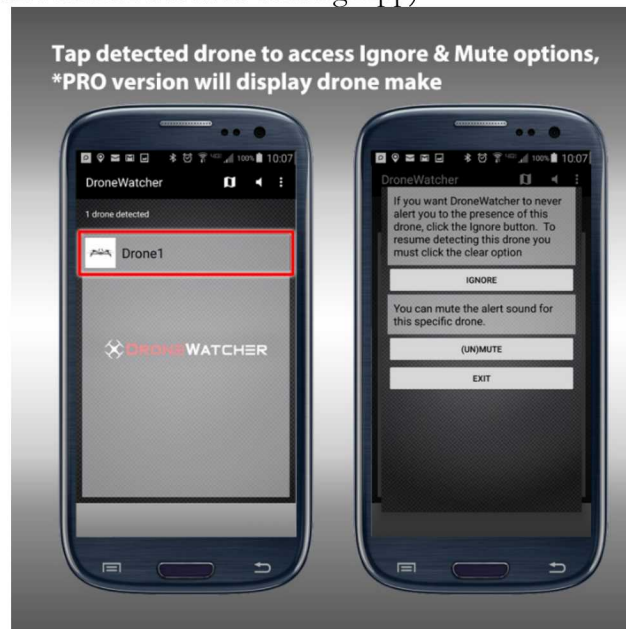 Tap detected drone to access Ignore & Mute options,
*PRO version will display drone make
100% 10:07
DroneWatcher
1 drone detected
Drone1
DRONEWATCHER
100% 10:07
DroneWatcher
If you want DroneWatcher to never
alert you to the presence of this
drone, click the Ignore button. To
resume detecting this drone you
must click the clear option
IGNORE
You can mute the alert sound for
this specific drone.
(UN)MUTE
EXIT